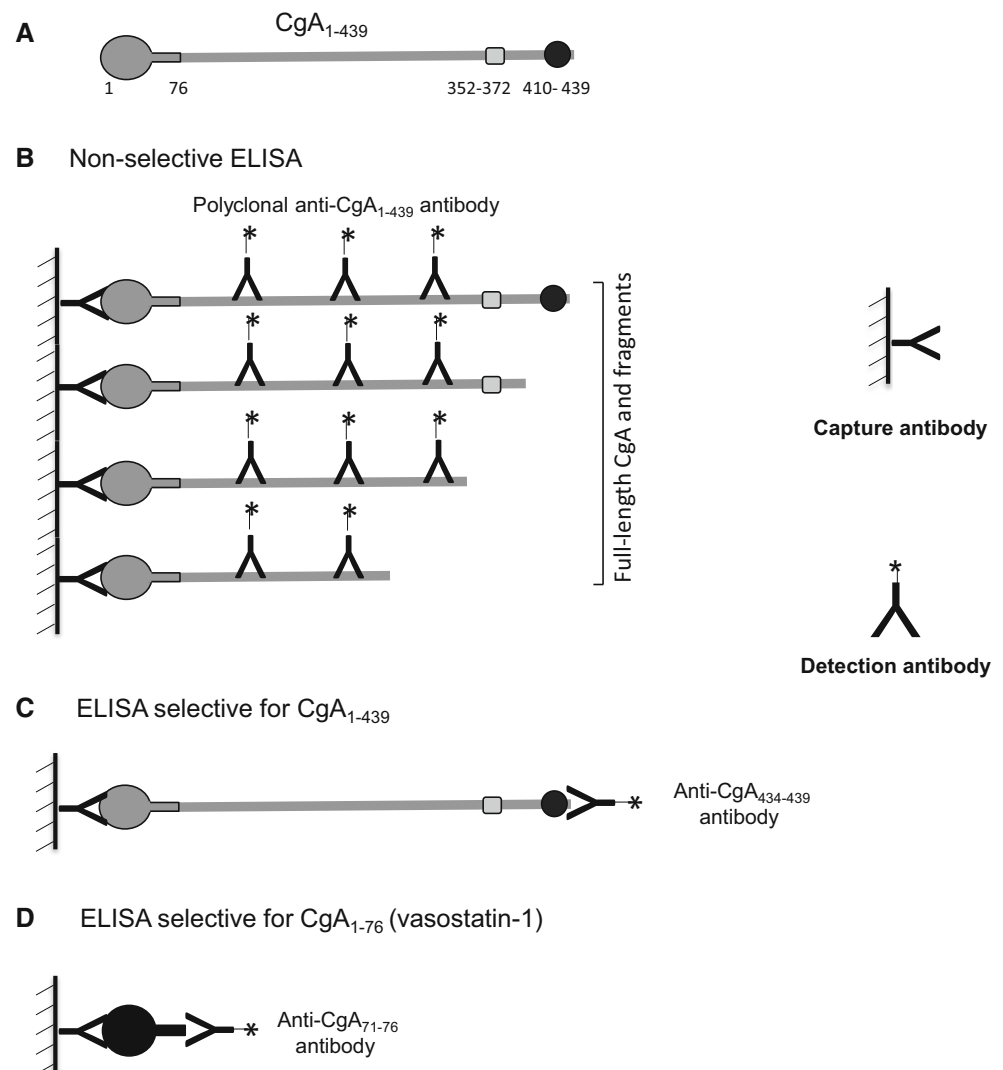 A
CgA1-439
1 76 352-372 410- 439
B Non-selective ELISA
Polyclonal anti-CgA1-439 antibody
* * *
* * *
* * *
* *
Full-length CgA and fragments
Capture antibody
*
Detection antibody
C ELISA selective for CgA1-439
*
Anti-CgA434-439
antibody
D ELISA selective for CgA1-76 (vasostatin-1)
*
Anti-CgA71-76
antibody